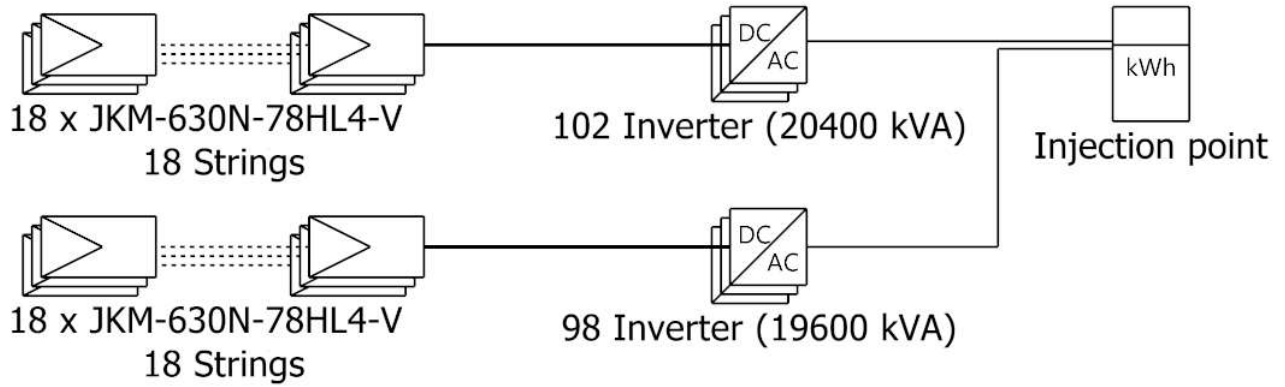 DC
AC
kWh
18 x JKM-630N-78HL4-V
18 Strings
102 Inverter (20400 kVA)
Injection point
DC
AC
18 x JKM-630N-78HL4-V
18 Strings
98 Inverter (19600 kVA)